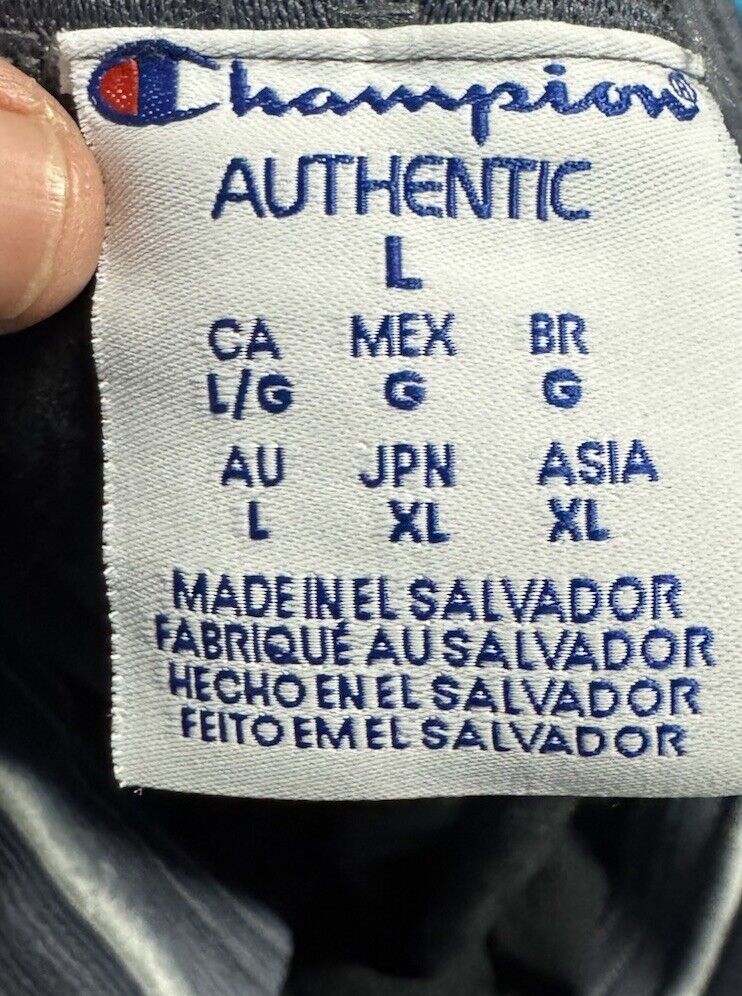 Champion®
AUTHENTIC
L
CA MEX BR
L/G G G
AU JPN ASIA
L XL XL
MADE IN EL SALVADOR
FABRIQUÉ AU SALVADOR
HECHO EN EL SALVADOR
FEITO EM EL SALVADOR